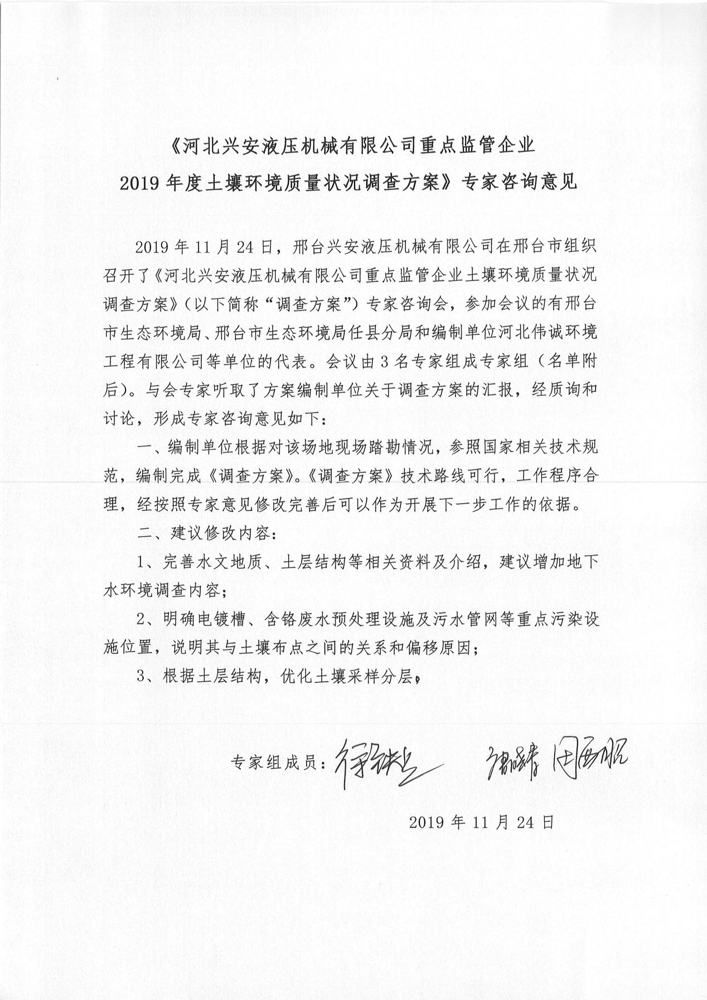 《河北兴安液压机械有限公司重点监管企业
2019 年度土壤环境质量状况调查方案》专家咨询意见
2019 年 11 月 24 日，邢台兴安液压机械有限公司在邢台市组织
召开了《河北兴安液压机械有限公司重点监管企业土壤环境质量状况
调查方案》（以下简称“调查方案”）专家咨询会，参加会议的有邢台
市生态环境局、邢台市生态环境局任县分局和编制单位河北伟诚环境
工程有限公司等单位的代表。会议由 3 名专家组成专家组（名单附
后）。与会专家听取了方案编制单位关于调查方案的汇报，经质询和
讨论，形成专家咨询意见如下：
一、编制单位根据对该场地现场踏勘情况，参照国家相关技术规
范，编制完成《调查方案》。《调查方案》技术路线可行，工作程序合
理，经按照专家意见修改完善后可以作为开展下一步工作的依据。
二、建议修改内容：
1、完善水文地质、土层结构等相关资料及介绍，建议增加地下
水环境调查内容；
2、明确电镀槽、含铬废水预处理设施及污水管网等重点污染设
施位置，说明其与土壤布点之间的关系和偏移原因；
3、根据土层结构，优化土壤采样分层。
专家组成员：
2019 年 11 月 24 日